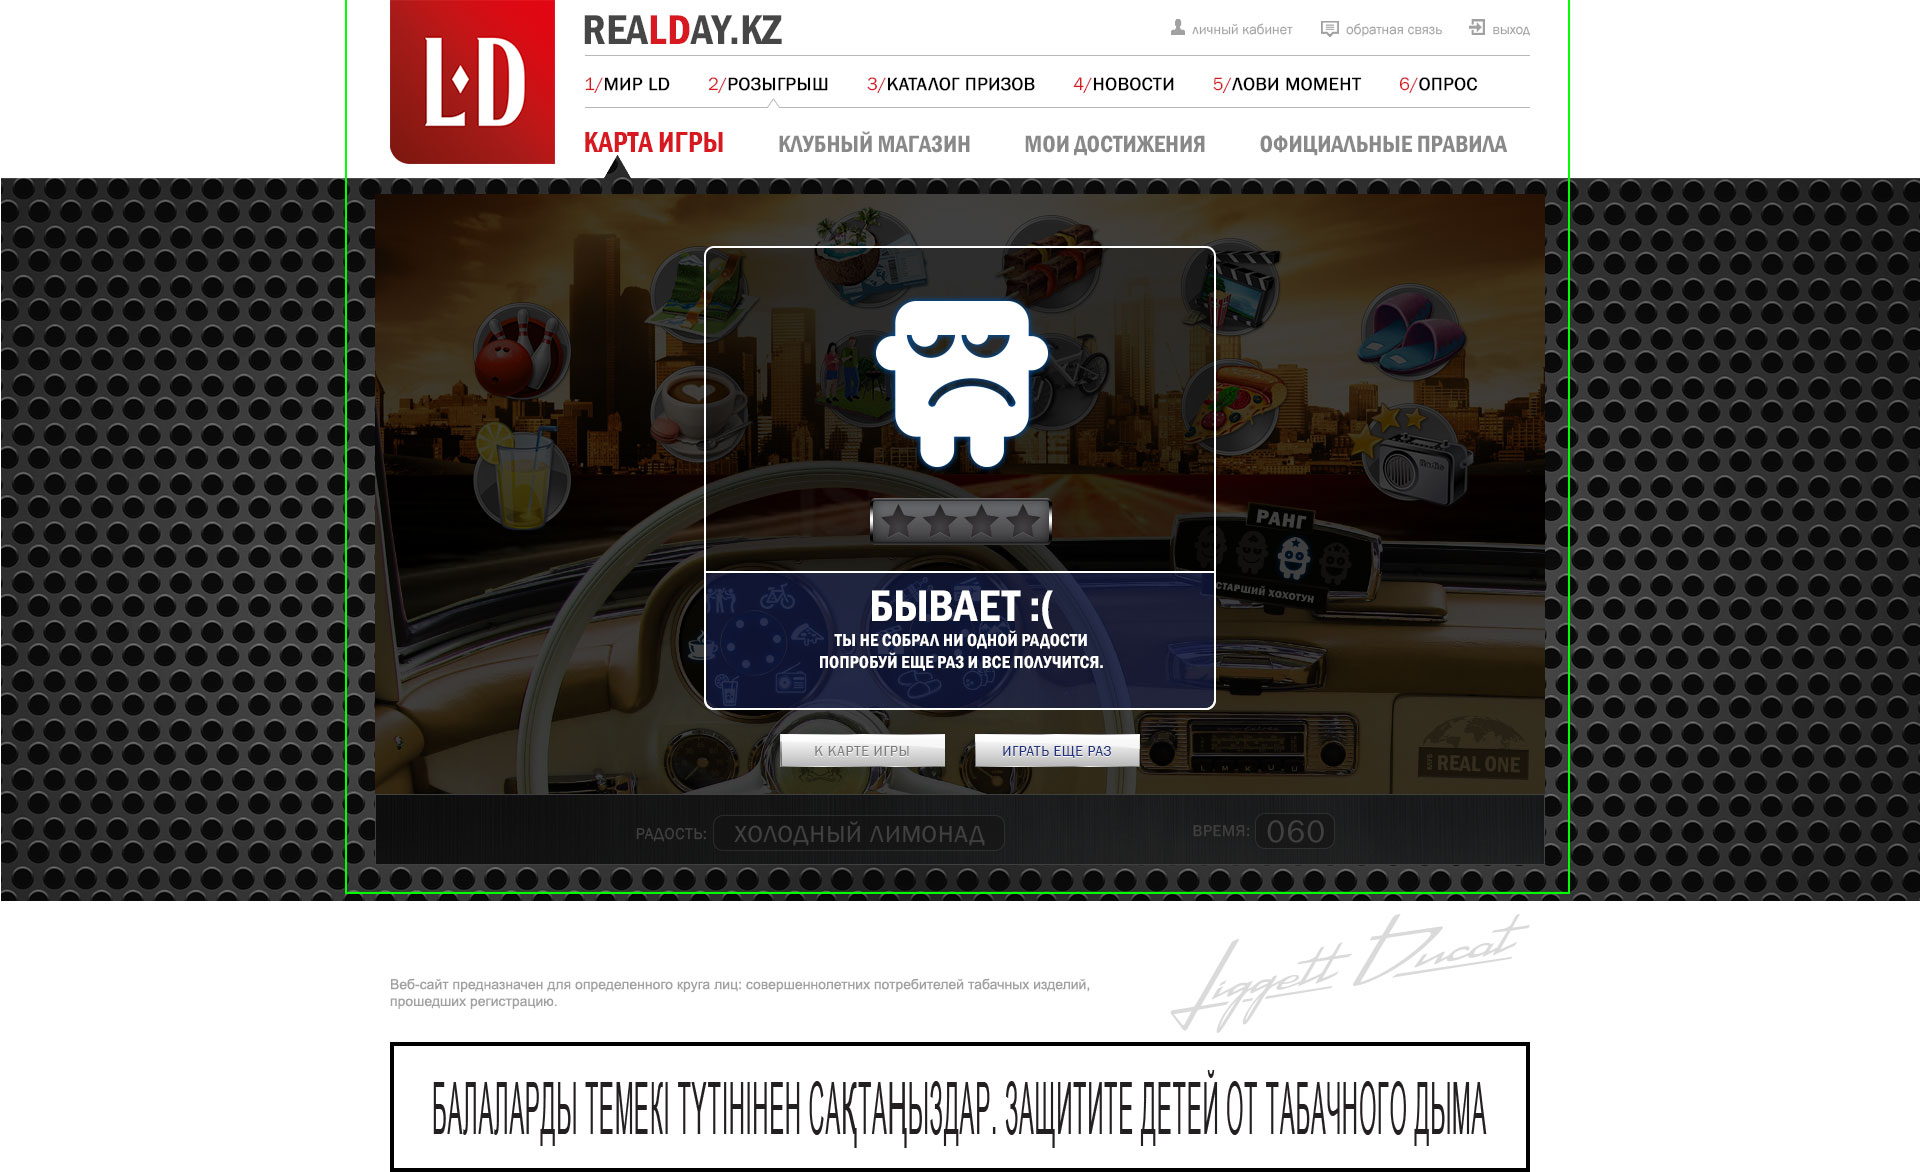 L·D
REALDAY.KZ
личный кабинет
обратная связь
выход
1/МИР LD
2/РОЗЫГРЫШ
3/КАТАЛОГ ПРИЗОВ
4/НОВОСТИ
5/ЛОВИ МОМЕНТ
6/ОПРОС
КАРТА ИГРЫ
КЛУБНЫЙ МАГАЗИН
МОИ ДОСТИЖЕНИЯ
ОФИЦИАЛЬНЫЕ ПРАВИЛА
РАНГ
СТАРШИЙ ХОХОТУН
БЫВАЕТ :(
ТЫ НЕ СОБРАЛ НИ ОДНОЙ РАДОСТИ
ПОПРОБУЙ ЕЩЕ РАЗ И ВСЕ ПОЛУЧИТСЯ.
К КАРТЕ ИГРЫ
ИГРАТЬ ЕЩЕ РАЗ
REAL ONE
РАДОСТЬ: ХОЛОДНЫЙ ЛИМОНАД
ВРЕМЯ: 060
Liggett Ducat
Веб-сайт предназначен для определенного круга лиц: совершеннолетних потребителей табачных изделий,
прошедших регистрацию.
БАЛАЛАРДЫ ТЕМЕКІ ТҮТІНІНЕН САҚТАҢЫЗДАР. ЗАЩИТИТЕ ДЕТЕЙ ОТ ТАБАЧНОГО ДЫМА